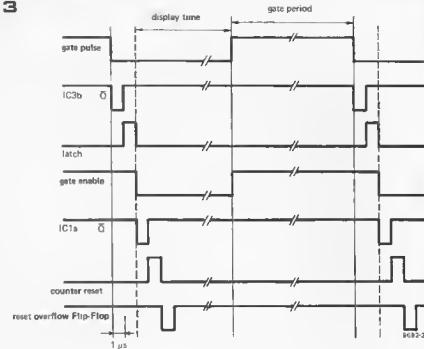 3
display time
gate period
gate pulse
IC3b Q̅
latch
gate enable
IC1a Q̅
counter reset
reset overflow Flip-Flop
1 µs